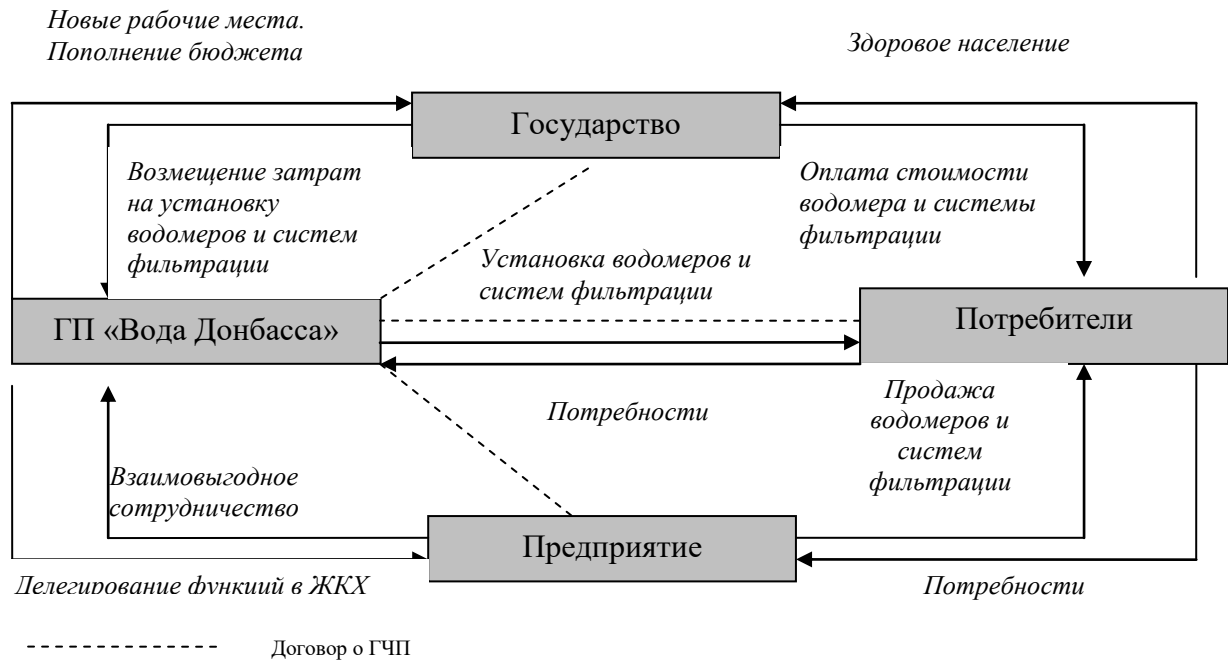 Новые рабочие места.
Пополнение бюджета
Здоровое население
Государство
Возмещение затрат
на установку
водомеров и систем
фильтрации
Оплата стоимости
водомера и системы
фильтрации
Установка водомеров и
систем фильтрации
ГП «Вода Донбасса»
Потребители
Потребности
Продажа
водомеров и
систем
фильтрации
Взаимовыгодное
сотрудничество
Предприятие
Делегирование функций в ЖКХ
Потребности
Договор о ГЧП